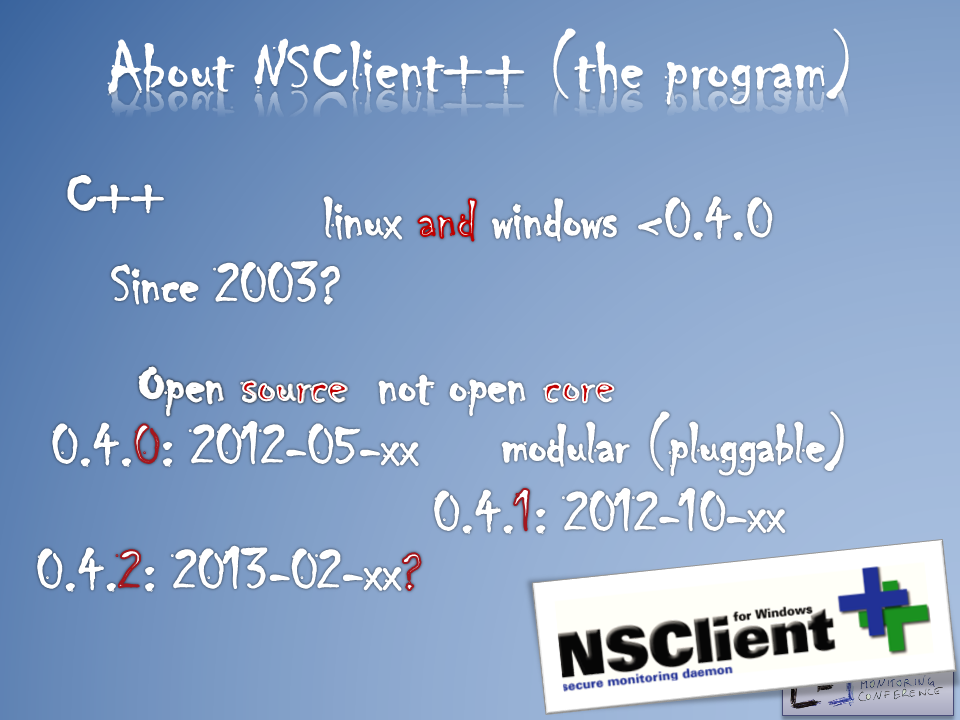 About NSClient++ (the program)
C++
linux and windows <0.4.0
Since 2003?
Open source not open core
0.4.0: 2012-05-xx
modular (pluggable)
0.4.1: 2012-10-xx
0.4.2: 2013-02-xx?
for Windows
NSClient++
secure monitoring daemon
MONITORING
CONFERENCE